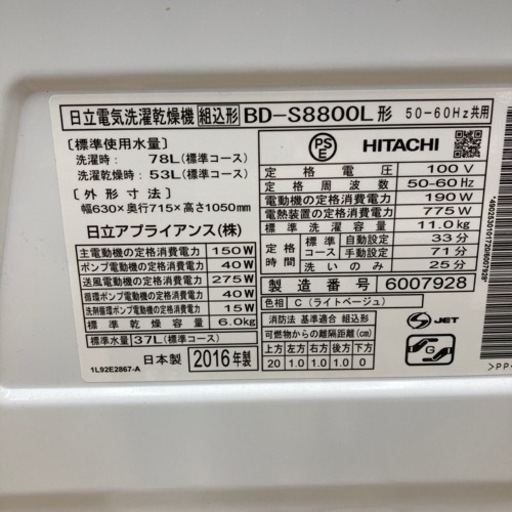 日立電気洗濯乾燥機 組込形 BD-S8800L形 50-60Hz共用
[標準使用水量]
洗濯時: 78L(標準コース)
洗濯乾燥時: 53L(標準コース)
[外形寸法]
幅630×奥行715×高さ1050mm
日立アプライアンス(株)
主電動機の定格消費電力 150W
ポンプ電動機の定格消費電力 40W
送風電動機の定格消費電力 275W
循環ポンプ電動機の定格消費電力 40W
洗剤循環ポンプ電動機の定格消費電力 15W
標準乾燥容量 6.0kg
標準水量 37L(標準コース)
日本製 2016年製
1L92E2867-A
PS
E
HITACHI
定格電圧 100V
定格周波数 50-60Hz
電動機の定格消費電力 190W
電熱装置の定格消費電力 775W
標準洗濯容量 11.0kg
定格時間 標準自動設定 33分
手動設定 71分
洗いのみ 25分
製造番号 6007928
色相 C(ライトベージュ)
消防法 基準適合 組込形
可燃物からの離隔距離(cm)
上方 左方 右方 前方 後方 下方
20 1.0 1.0 1.0 1.0 0
S JET
G
>PP